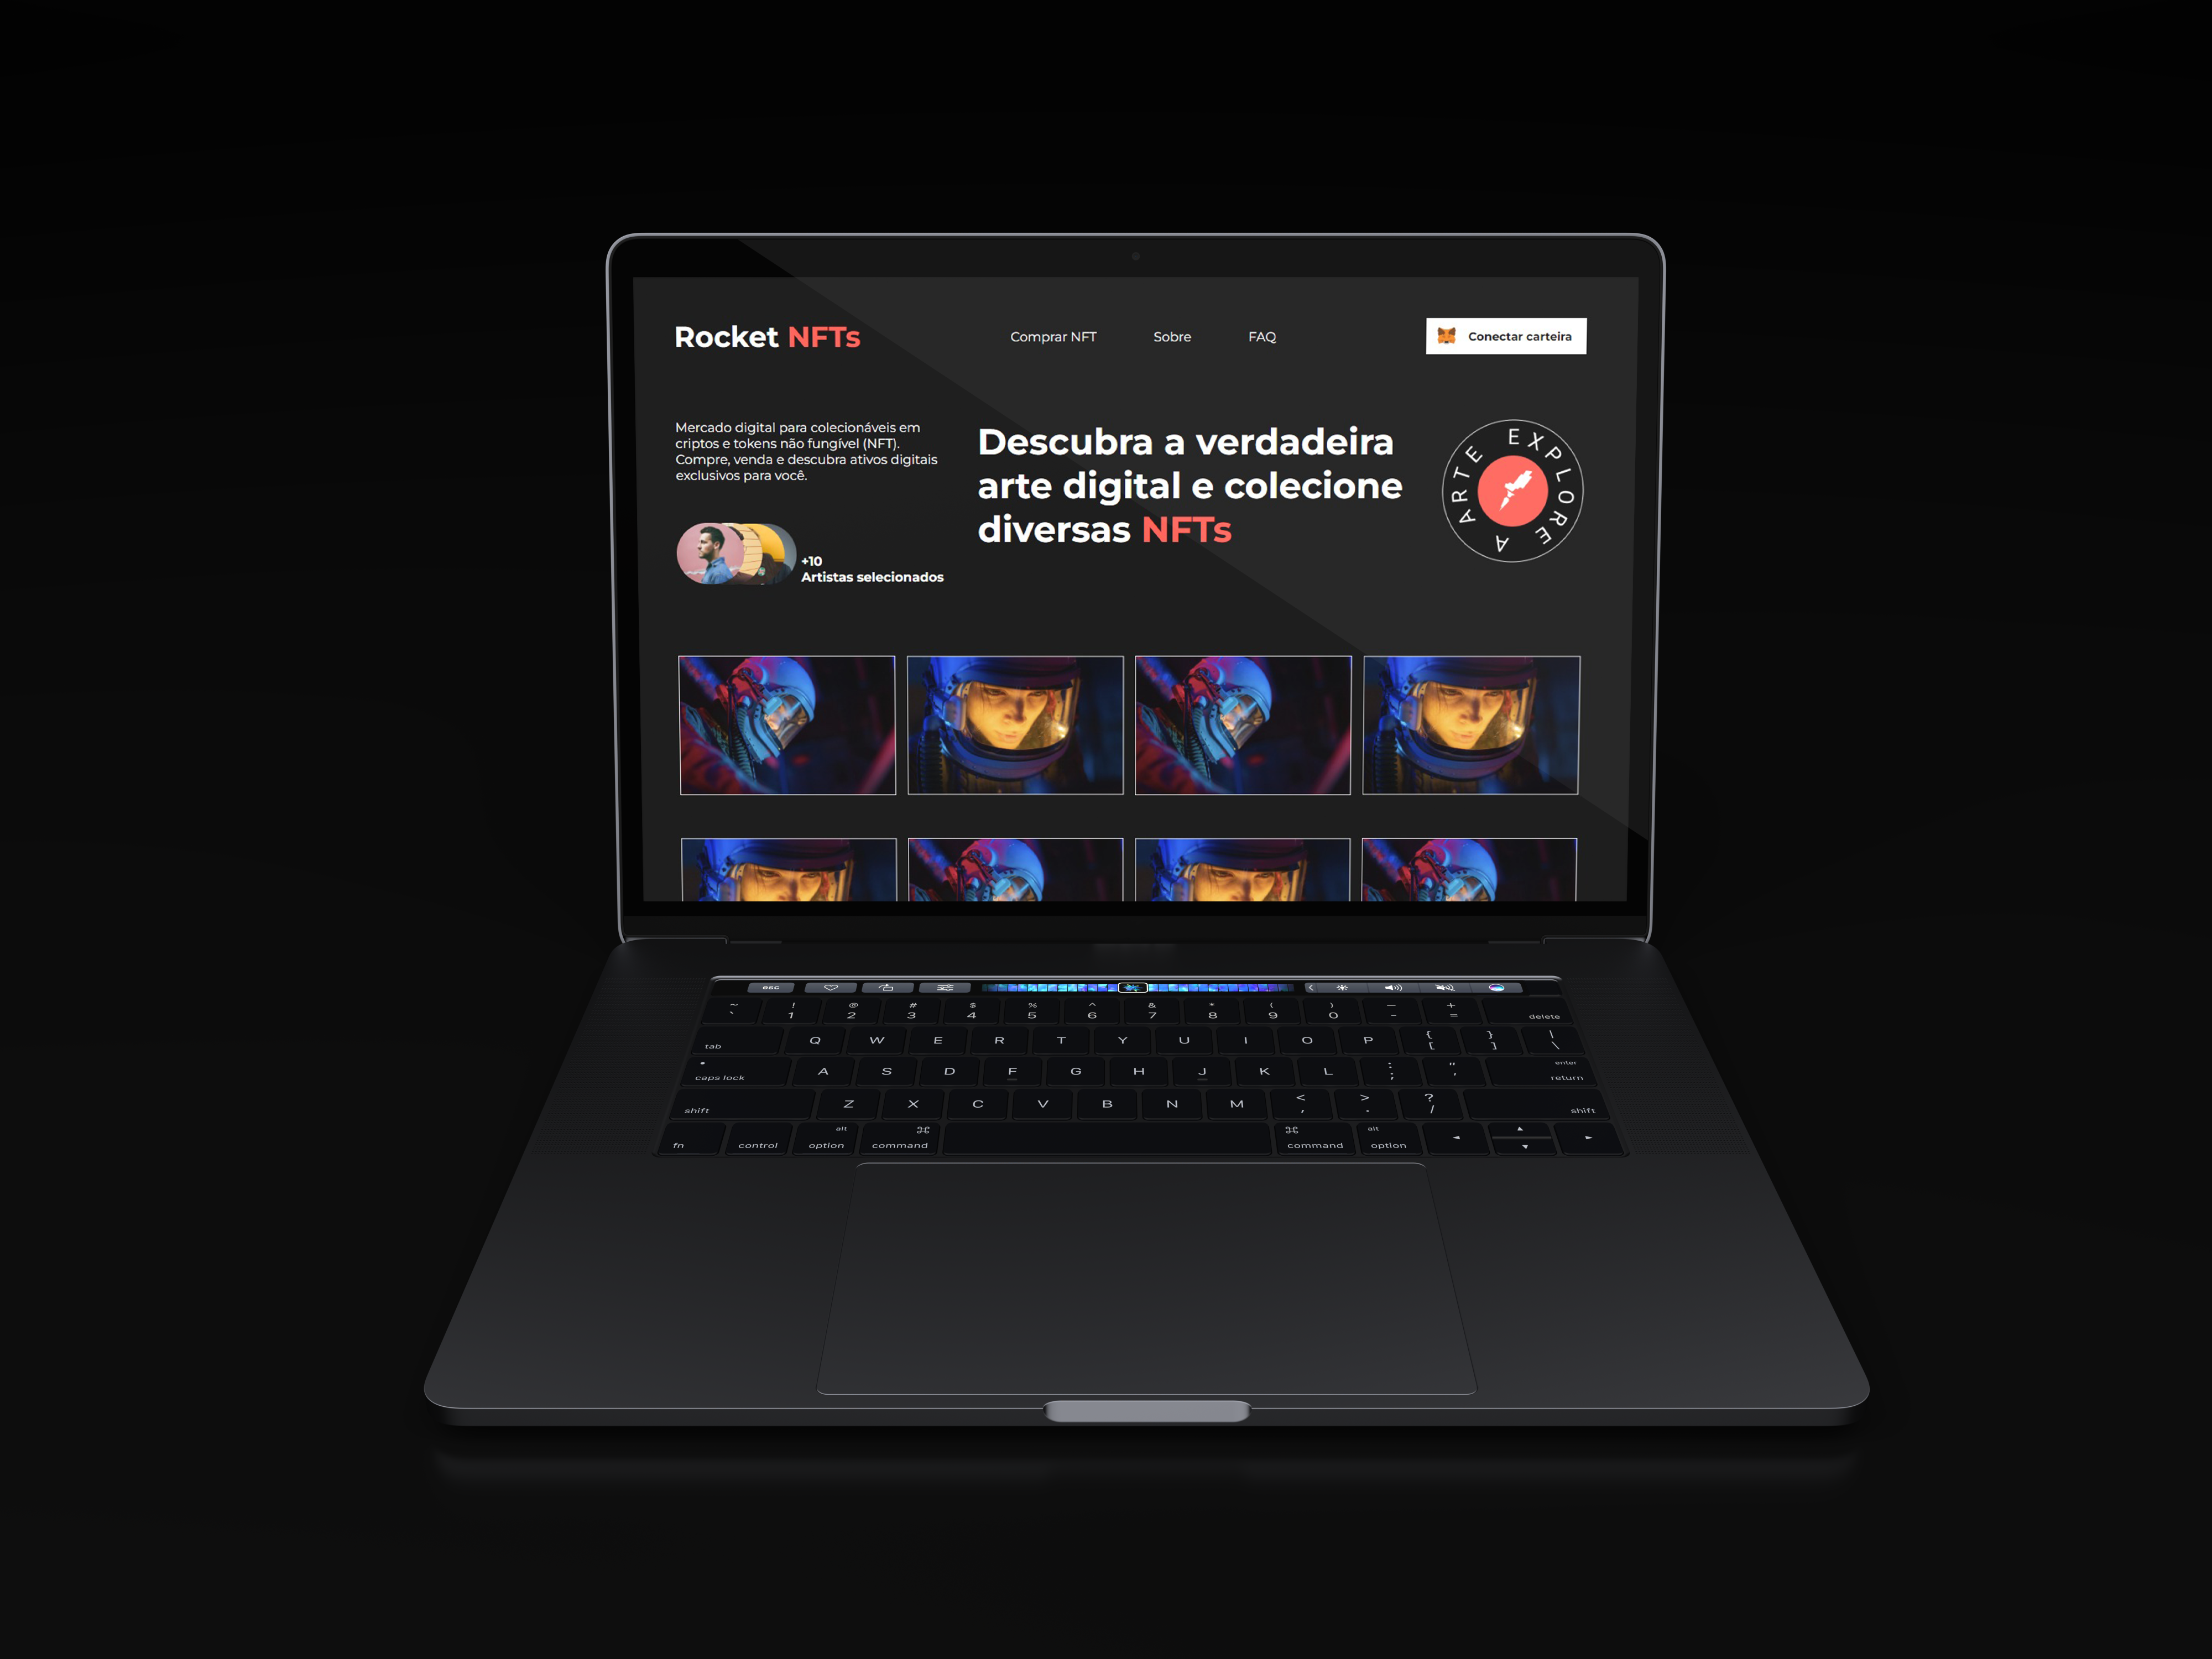 Rocket NFTs
Comprar NFT
Sobre
FAQ
Conectar carteira
Mercado digital para colecionáveis em
criptos e tokens não fungível (NFT).
Compre, venda e descubra ativos digitais
exclusivos para você.
+10
Artistas selecionados
Descubra a verdadeira
arte digital e colecione
diversas NFTs
EXPLORE A ARTE
esc
~ ! @ # $ % ^ & * ( ) — +
` 1 2 3 4 5 6 7 8 9 0 - = delete
tab Q W E R T Y U I O P { [ } ] | \
caps lock A S D F G H J K L : ; " ' enter return
shift Z X C V B N M < , > . ? / shift
fn control alt option ⌘ command ⌘ command alt option ◄ ▲ ▼ ►